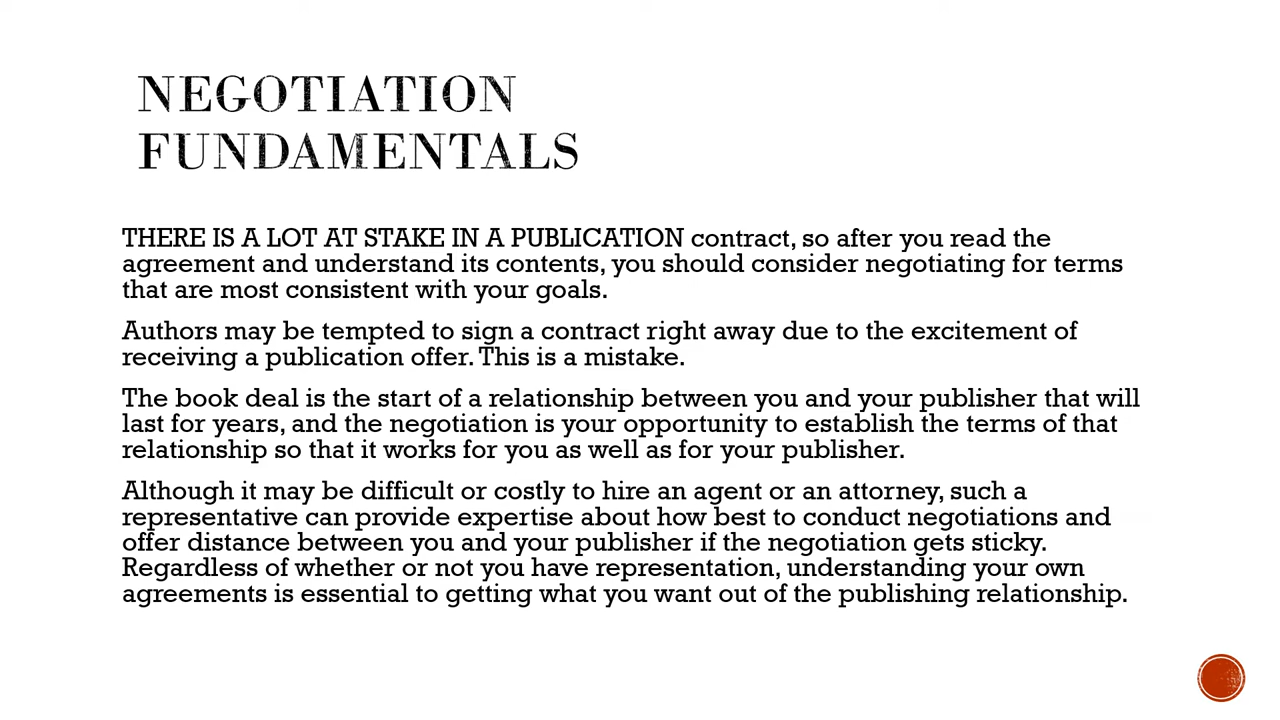 NEGOTIATION
FUNDAMENTALS
THERE IS A LOT AT STAKE IN A PUBLICATION contract, so after you read the
agreement and understand its contents, you should consider negotiating for terms
that are most consistent with your goals.
Authors may be tempted to sign a contract right away due to the excitement of
receiving a publication offer. This is a mistake.
The book deal is the start of a relationship between you and your publisher that will
last for years, and the negotiation is your opportunity to establish the terms of that
relationship so that it works for you as well as for your publisher.
Although it may be difficult or costly to hire an agent or an attorney, such a
representative can provide expertise about how best to conduct negotiations and
offer distance between you and your publisher if the negotiation gets sticky.
Regardless of whether or not you have representation, understanding your own
agreements is essential to getting what you want out of the publishing relationship.